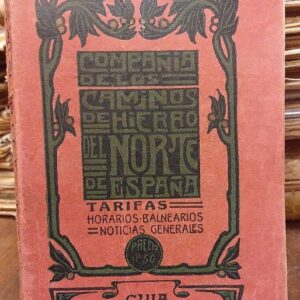 COMPAÑIA
DE LOS
CAMINOS
DE HIERRO
DEL NORTE
DE ESPAÑA
TARIFAS
HORARIOS-BALNEARIOS
NOTICIAS GENERALES
GUIA